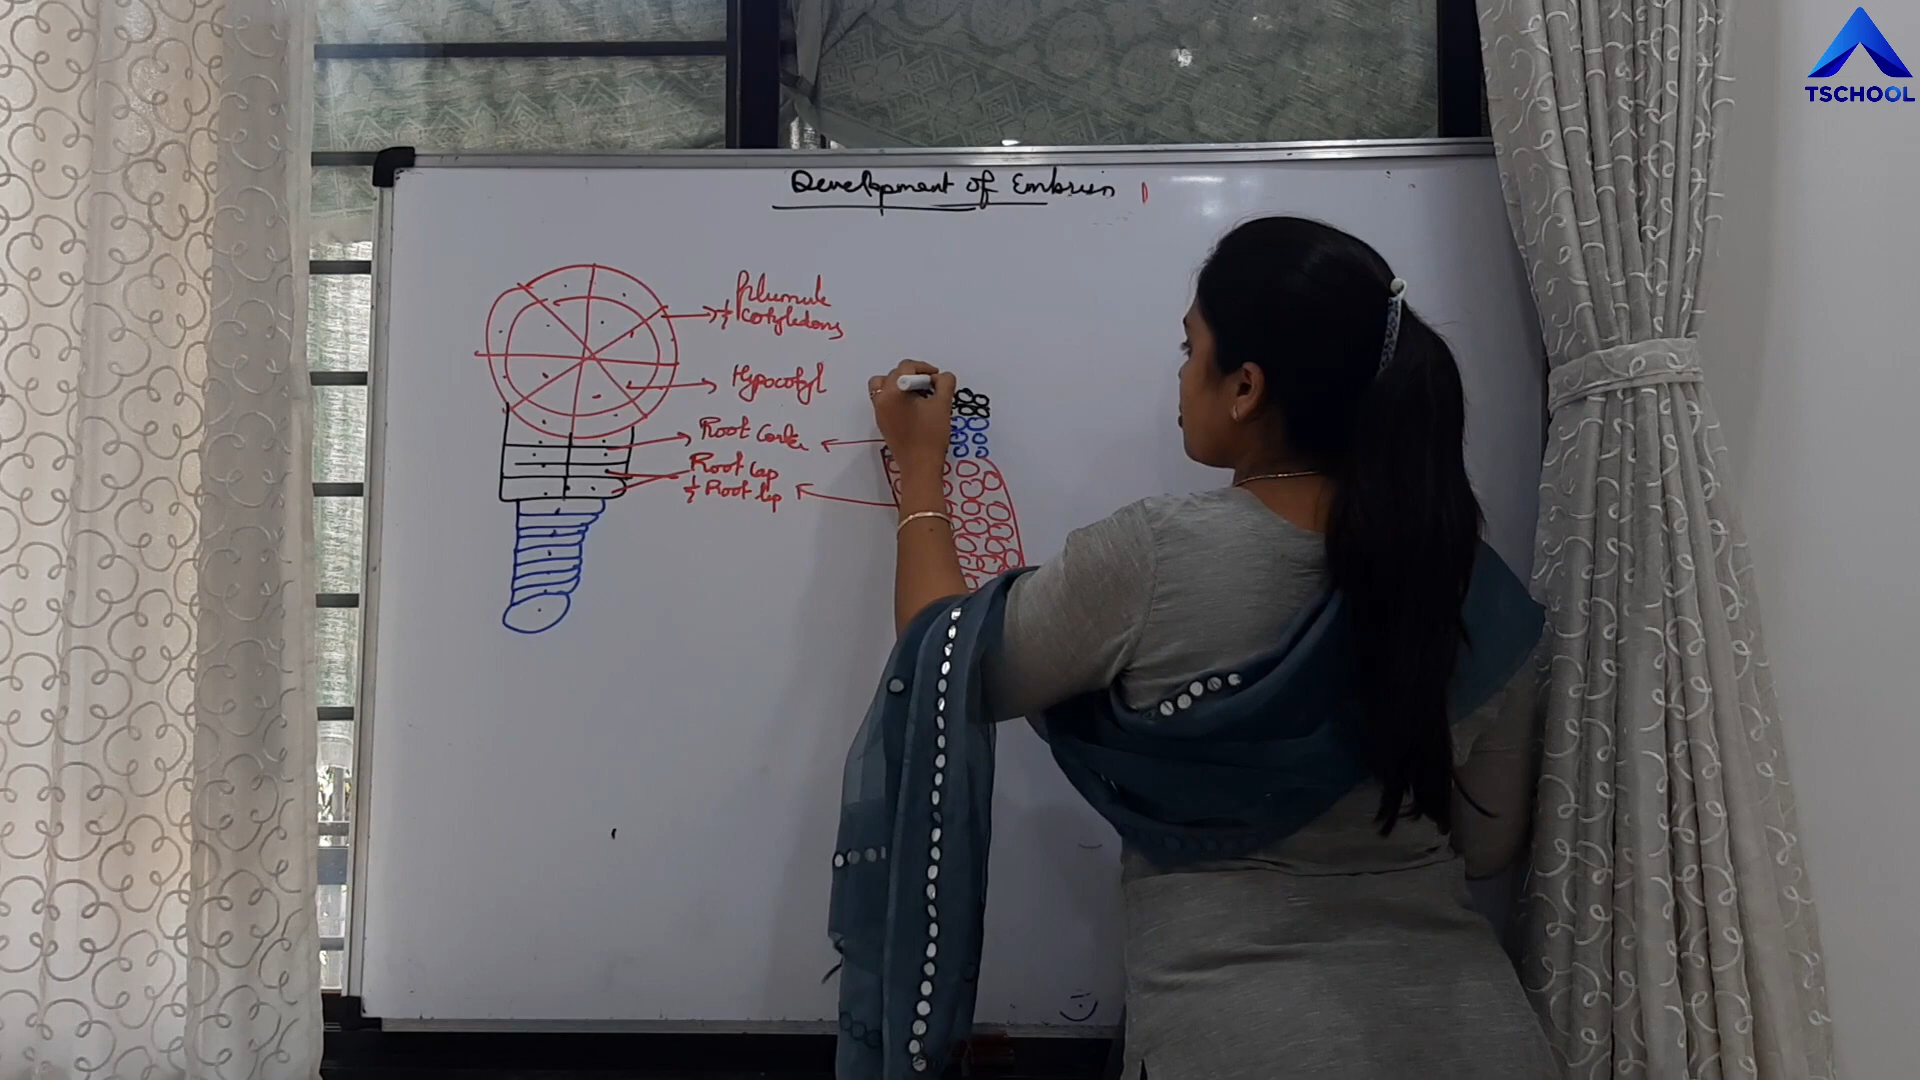 TSCHOOL
Development of Embryo
Plumule
& Cotyledons
Hypocotyl
Root Cortex
Root Cap
& Root tip